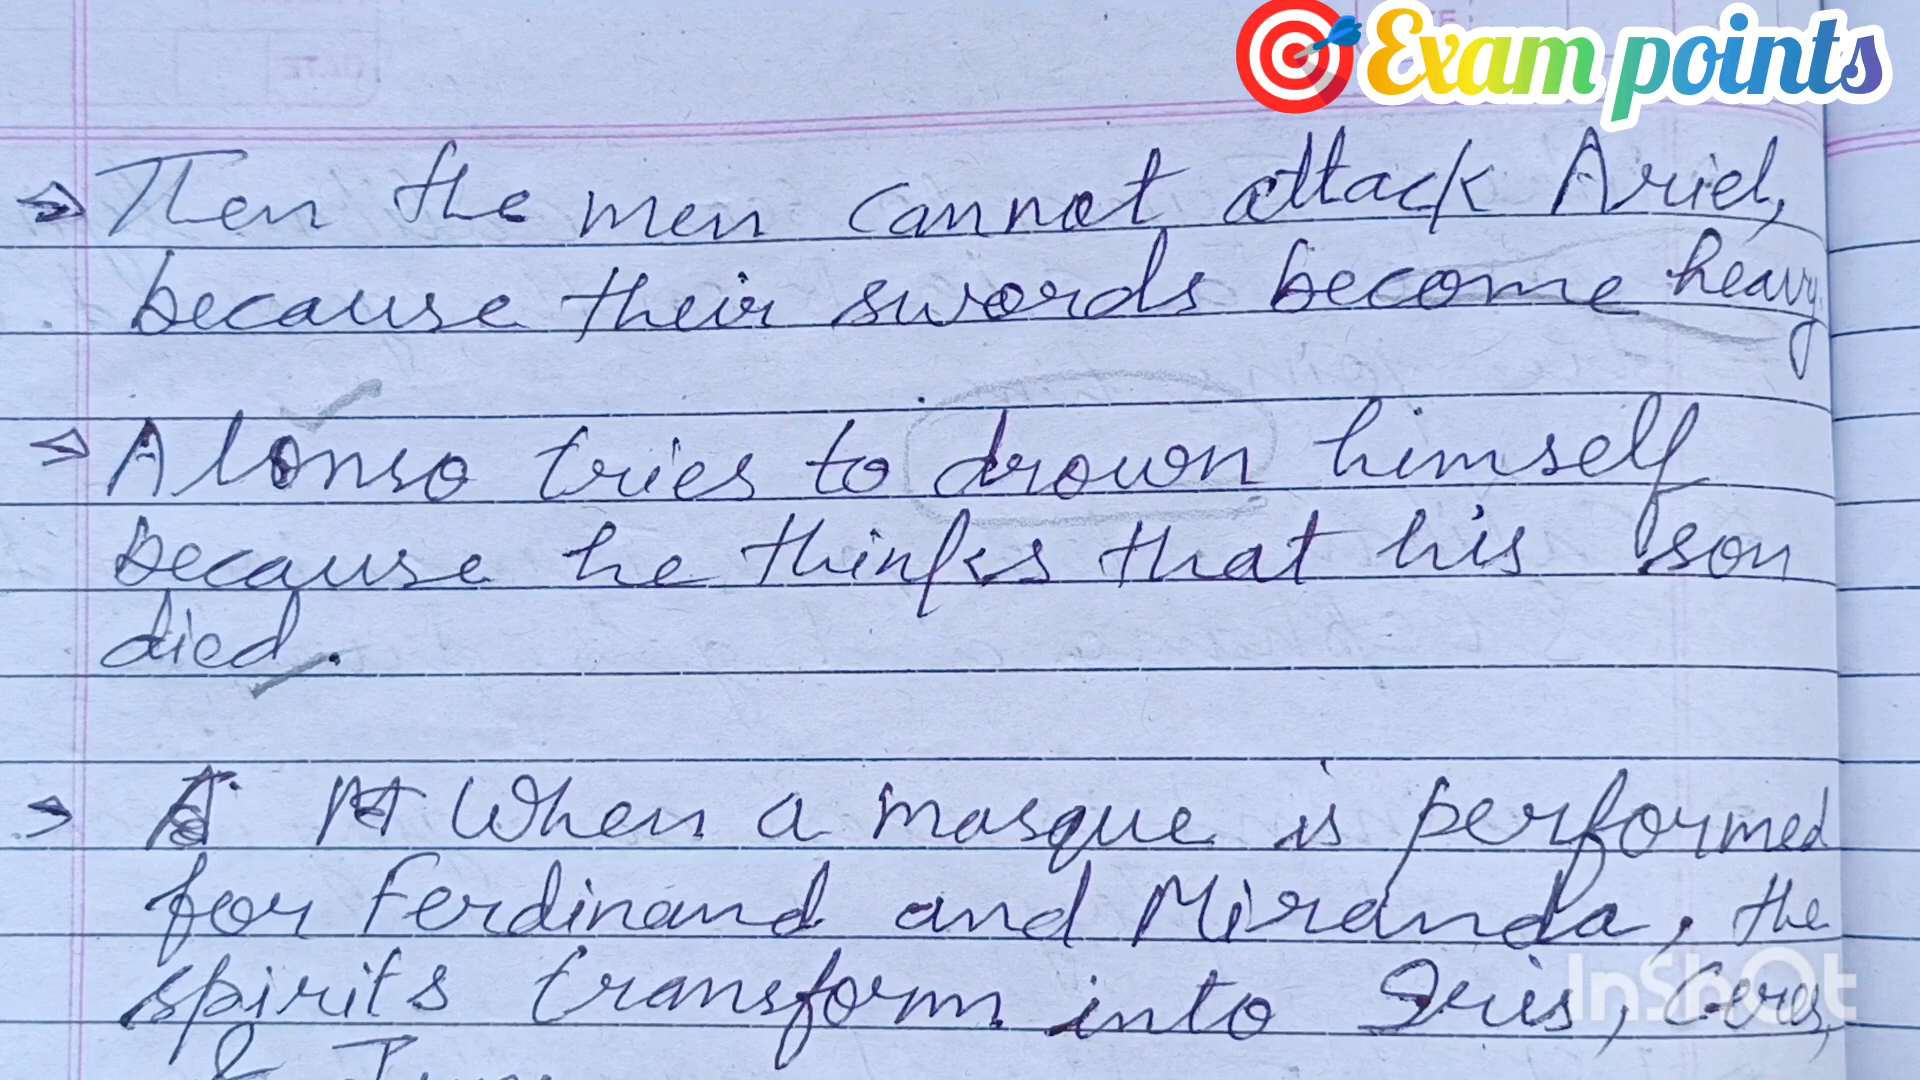 Exam points
→ Then the men cannot attack Ariel,
because their swords become heavy
→ Alonso tries to drown himself
because he thinks that his son
died.
→ When a masque is performed
for Ferdinand and Miranda, the
spirits transform into Iris, Ceres,
&
InShOt